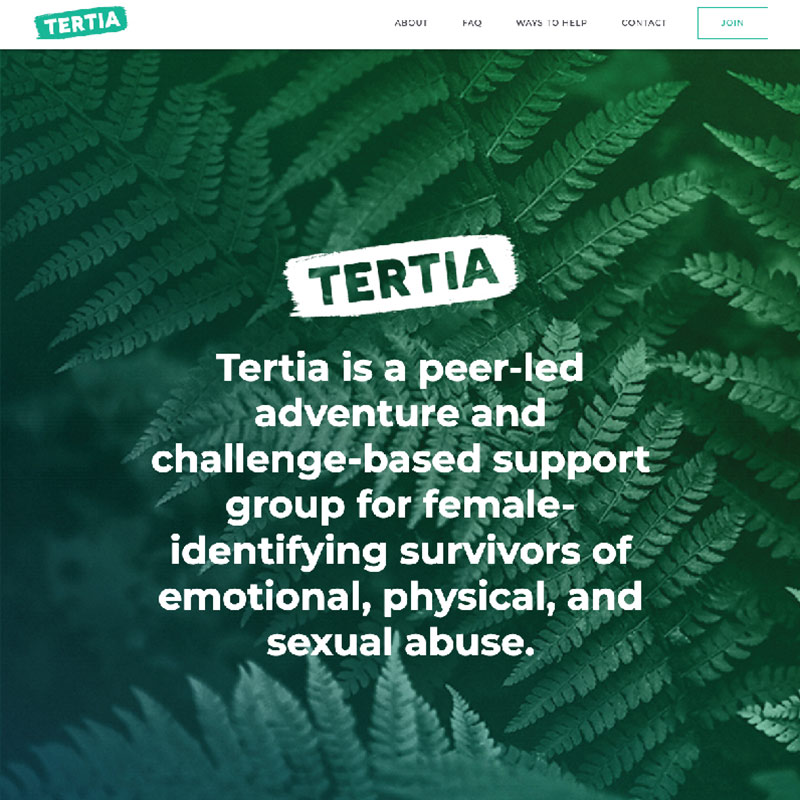 TERTIA
ABOUT
FAQ
WAYS TO HELP
CONTACT
JOIN
TERTIA
Tertia is a peer-led
adventure and
challenge-based support
group for female-
identifying survivors of
emotional, physical, and
sexual abuse.